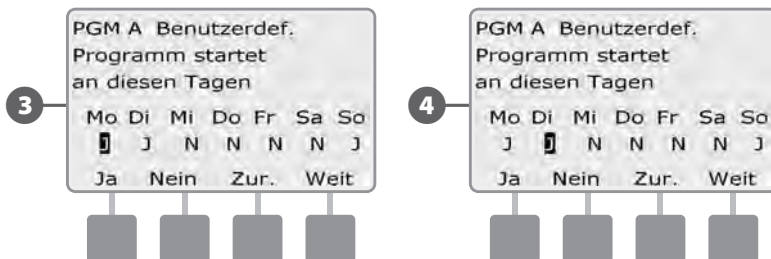 3
PGM A Benutzerdef.
Programm startet
an diesen Tagen
Mo Di Mi Do Fr Sa So
J J N N N N J
Ja Nein Zur. Weit
4
PGM A Benutzerdef.
Programm startet
an diesen Tagen
Mo Di Mi Do Fr Sa So
J J N N N N J
Ja Nein Zur. Weit